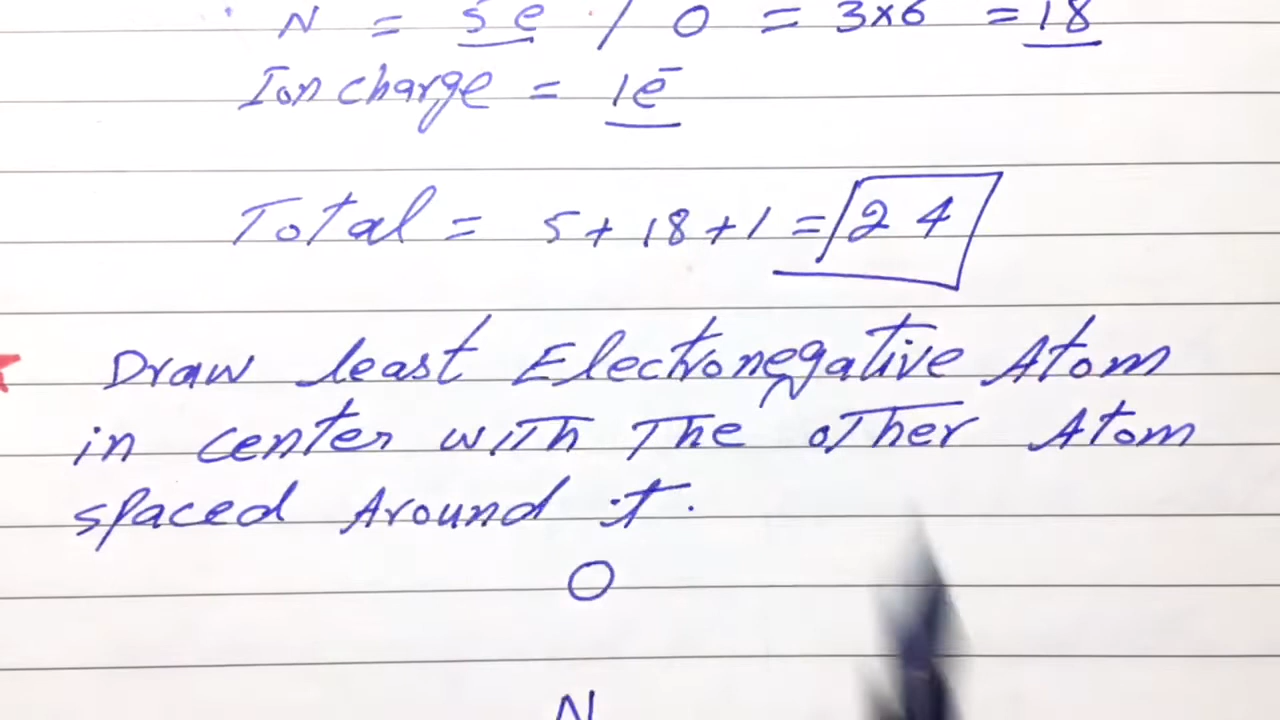 N = 5e / O = 3x6 = 18
Ion charge = 1e⁻
Total = 5+18+1 = 24
Draw least Electronegative Atom
in center with The other Atom
spaced Around it.
O
N